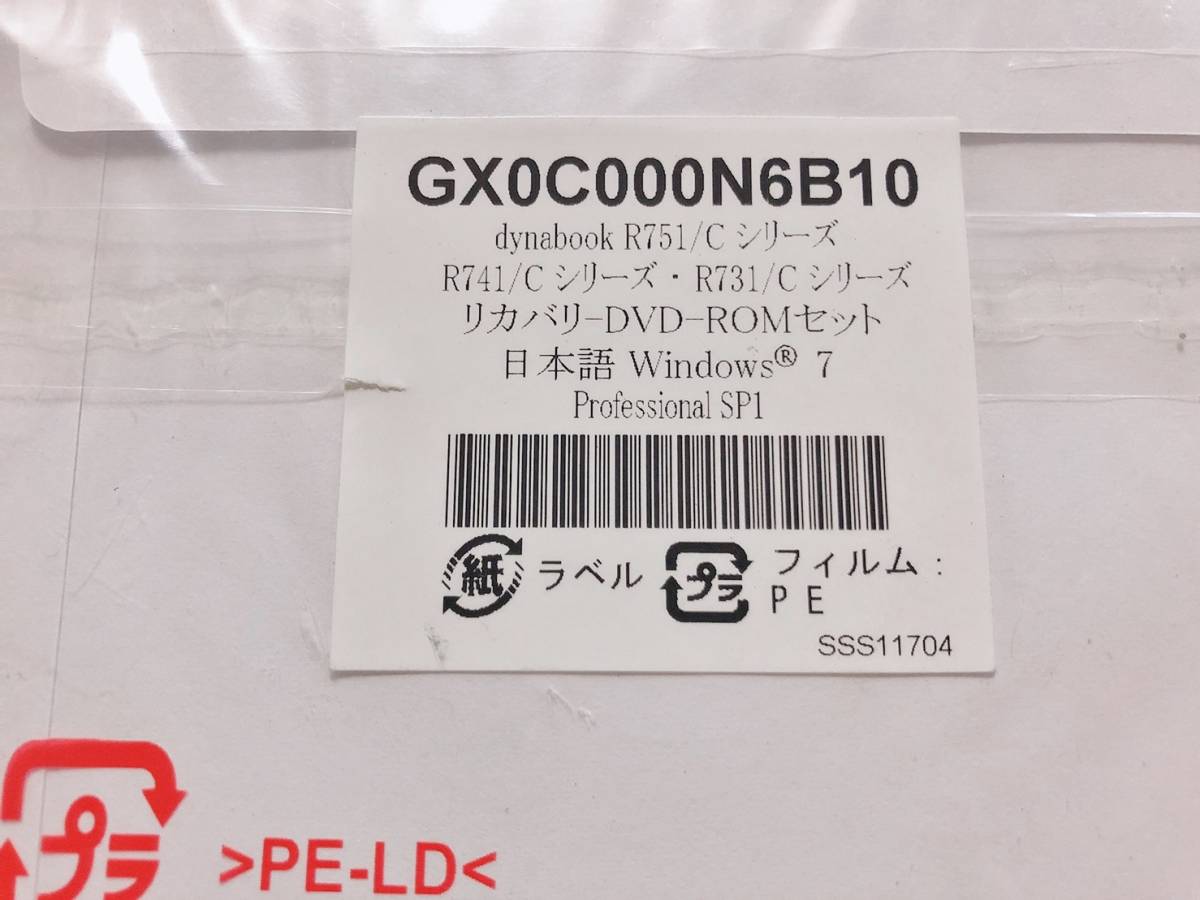 GX0C000N6B10
dynabook R751/C シリーズ
R741/C シリーズ・R731/C シリーズ
リカバリ-DVD-ROMセット
日本語 Windows® 7
Professional SP1
紙 ラベル プラ フィルム:
PE
SSS11704
プラ >PE-LD<